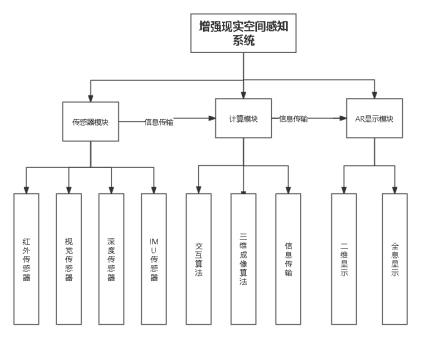 增强现实空间感知
系统
传感器模块
信息传输
计算模块
信息传输
AR显示模块
红外传感器
视觉传感器
深度传感器
IMU传感器
交互算法
三维成像算法
信息传输
二维显示
全息显示